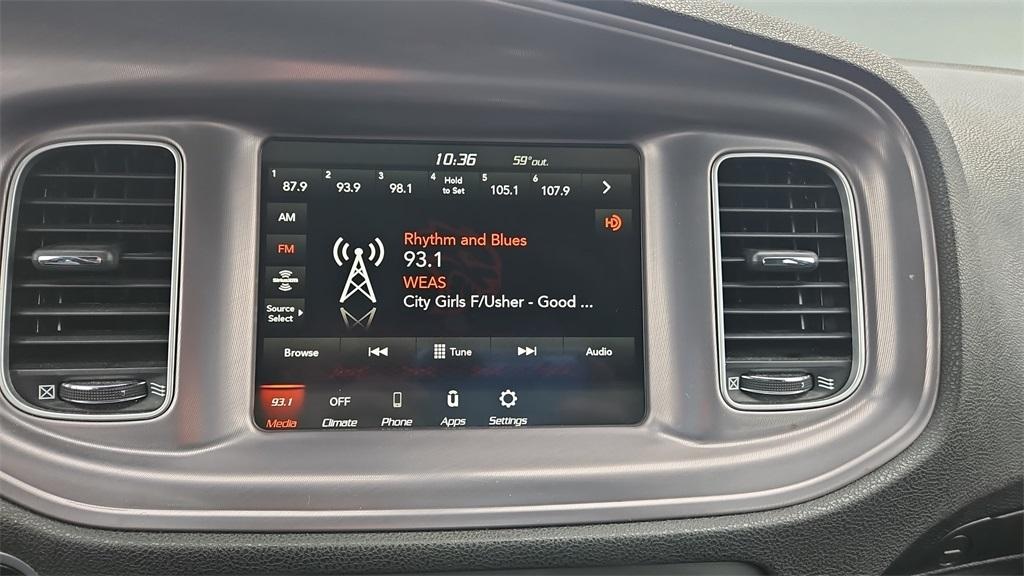 10:36 59°out.
1 87.9 2 93.9 3 98.1 4 Hold to Set 5 105.1 6 107.9
AM
FM
SiriusXM
Source
Select
HD
Rhythm and Blues
93.1
WEAS
City Girls F/Usher - Good ...
Browse Tune Audio
93.1 OFF
Media Climate Phone Apps Settings